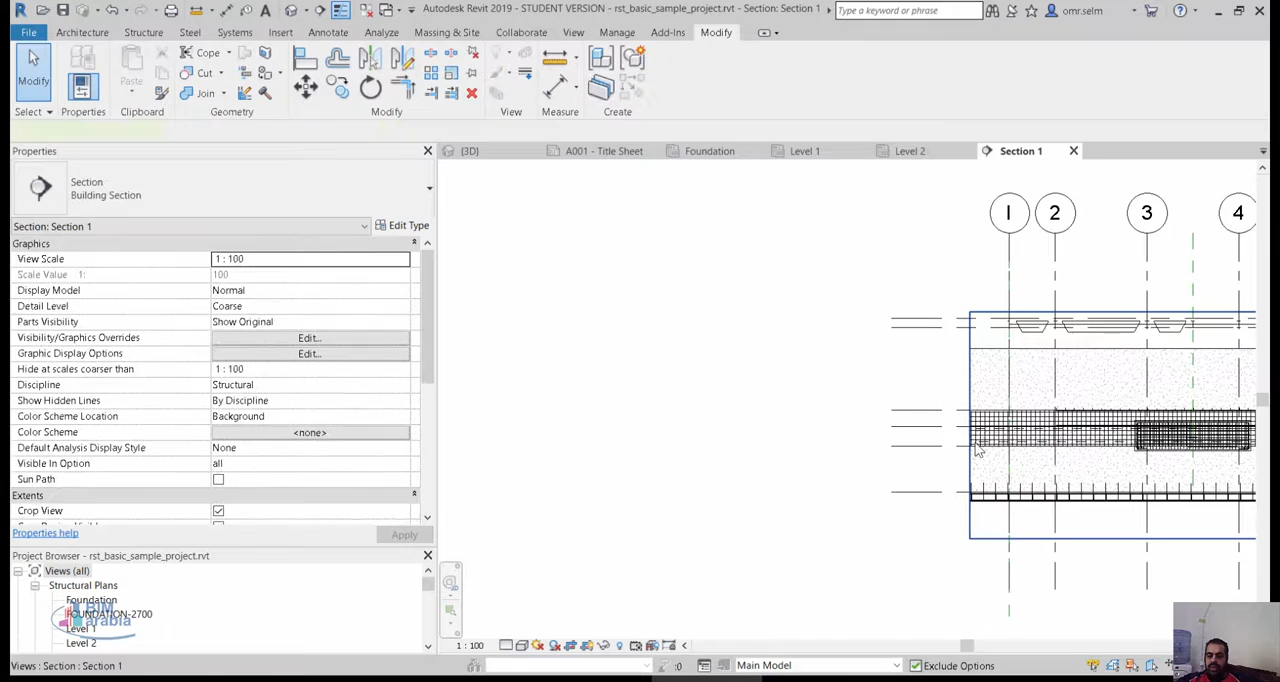 Autodesk Revit 2019 - STUDENT VERSION - rst_basic_sample_project.rvt - Section: Section 1
Type a keyword or phrase
omr.selm
File Architecture Structure Steel Systems Insert Annotate Analyze Massing & Site Collaborate View Manage Add-Ins Modify
Modify
Paste
Cope
Cut
Join
Select Properties Clipboard Geometry Modify View Measure Create
Properties
{3D} A001 - Title Sheet Foundation Level 1 Level 2 Section 1
Section
Building Section
Section: Section 1 Edit Type
Graphics
View Scale 1 : 100
Scale Value 1: 100
Display Model Normal
Detail Level Coarse
Parts Visibility Show Original
Visibility/Graphics Overrides Edit...
Graphic Display Options Edit...
Hide at scales coarser than 1 : 100
Discipline Structural
Show Hidden Lines By Discipline
Color Scheme Location Background
Color Scheme <none>
Default Analysis Display Style None
Visible In Option all
Sun Path
Extents
Crop View
Properties help Apply
1 2 3 4
Project Browser - rst_basic_sample_project.rvt
Views (all)
Structural Plans
Foundation
FOUNDATION-2700
Level 1
Level 2
BIM
arabia
1 : 100
Views : Section : Section 1
:0 Main Model Exclude Options